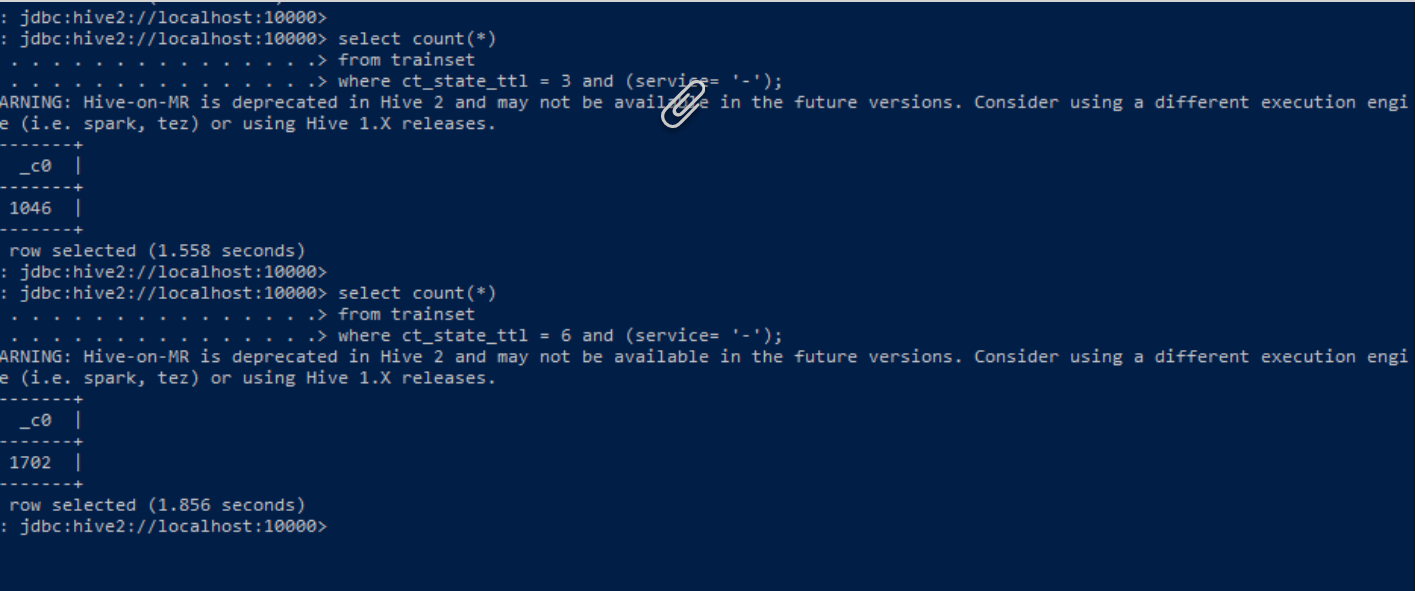 : jdbc:hive2://localhost:10000>
: jdbc:hive2://localhost:10000> select count(*)
. . . . . . . . . . . . . . .> from trainset
. . . . . . . . . . . . . . .> where ct_state_ttl = 3 and (service= '-');
ARNING: Hive-on-MR is deprecated in Hive 2 and may not be available in the future versions. Consider using a different execution engi
e (i.e. spark, tez) or using Hive 1.X releases.
-------+
_c0 |
-------+
1046 |
-------+
row selected (1.558 seconds)
: jdbc:hive2://localhost:10000>
: jdbc:hive2://localhost:10000> select count(*)
. . . . . . . . . . . . . . .> from trainset
. . . . . . . . . . . . . . .> where ct_state_ttl = 6 and (service= '-');
ARNING: Hive-on-MR is deprecated in Hive 2 and may not be available in the future versions. Consider using a different execution engi
e (i.e. spark, tez) or using Hive 1.X releases.
-------+
_c0 |
-------+
1702 |
-------+
row selected (1.856 seconds)
: jdbc:hive2://localhost:10000>